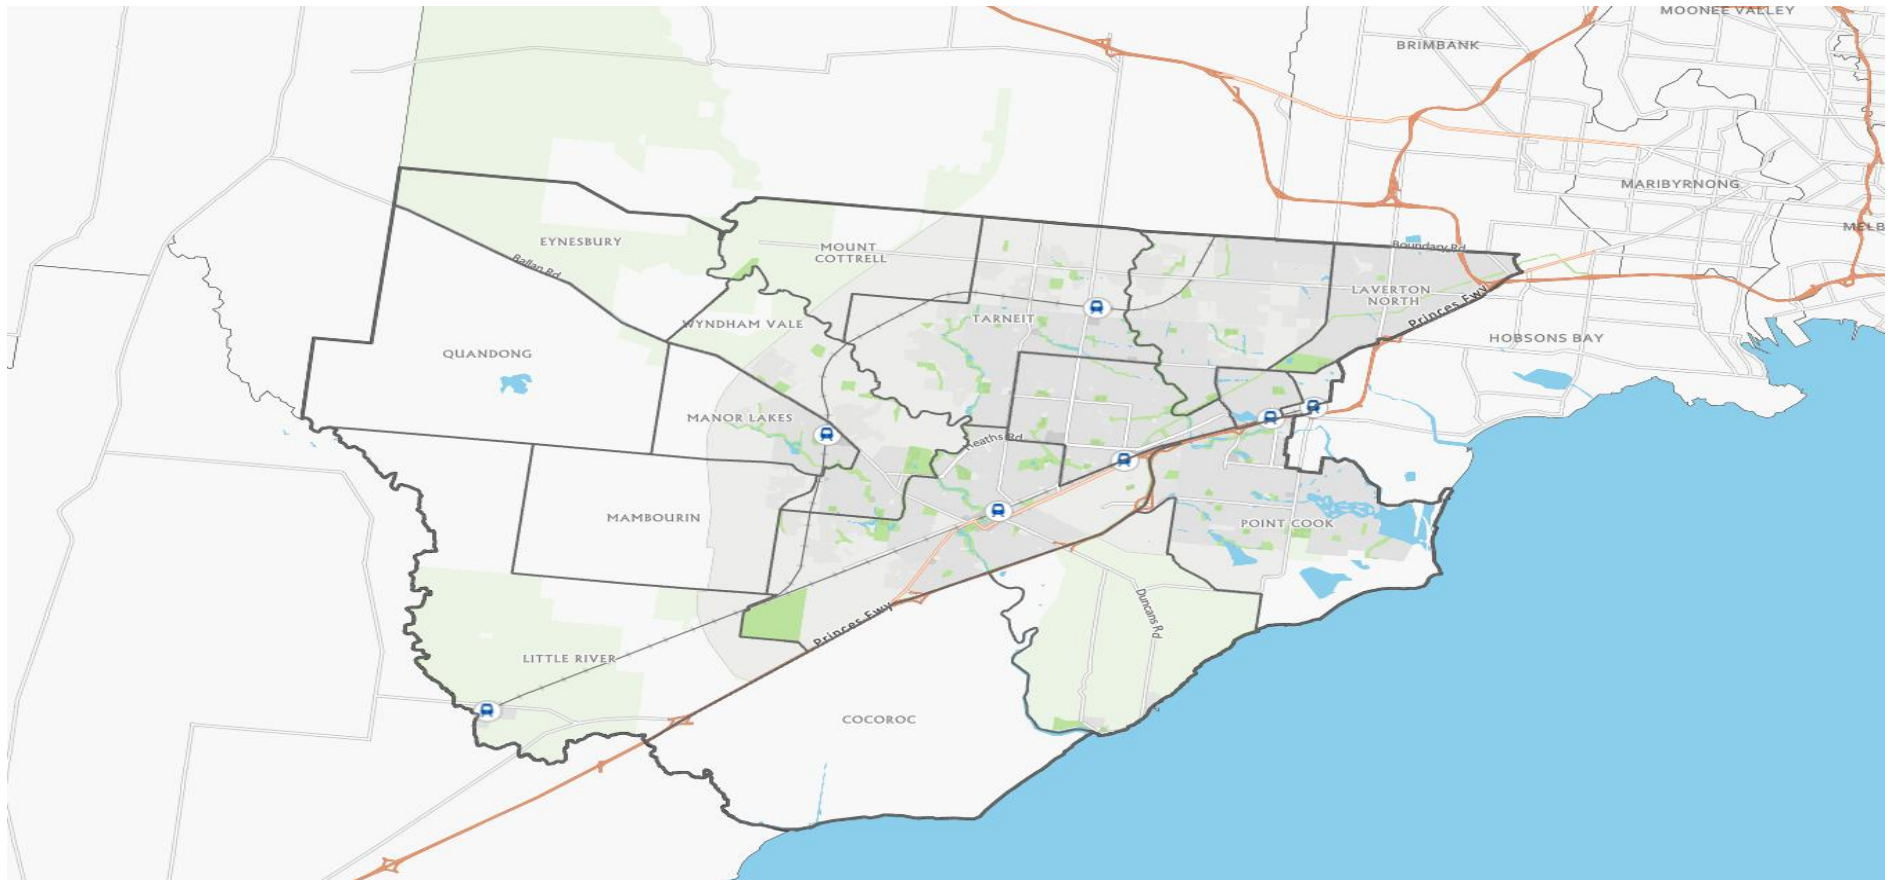 MOONEE VALLEY
BRIMBANK
MARIBYRNONG
MELB
EYNESBURY
MOUNT
COTTRELL
Boundary Rd
Ballan Rd
LAVERTON
NORTH
Princes Fwy
WYNDHAM VALE
TARNEIT
HOBSONS BAY
QUANDONG
MANOR LAKES
Heaths Rd
MAMBOURIN
POINT COOK
Duncans Rd
Princes Fwy
LITTLE RIVER
COCOROC